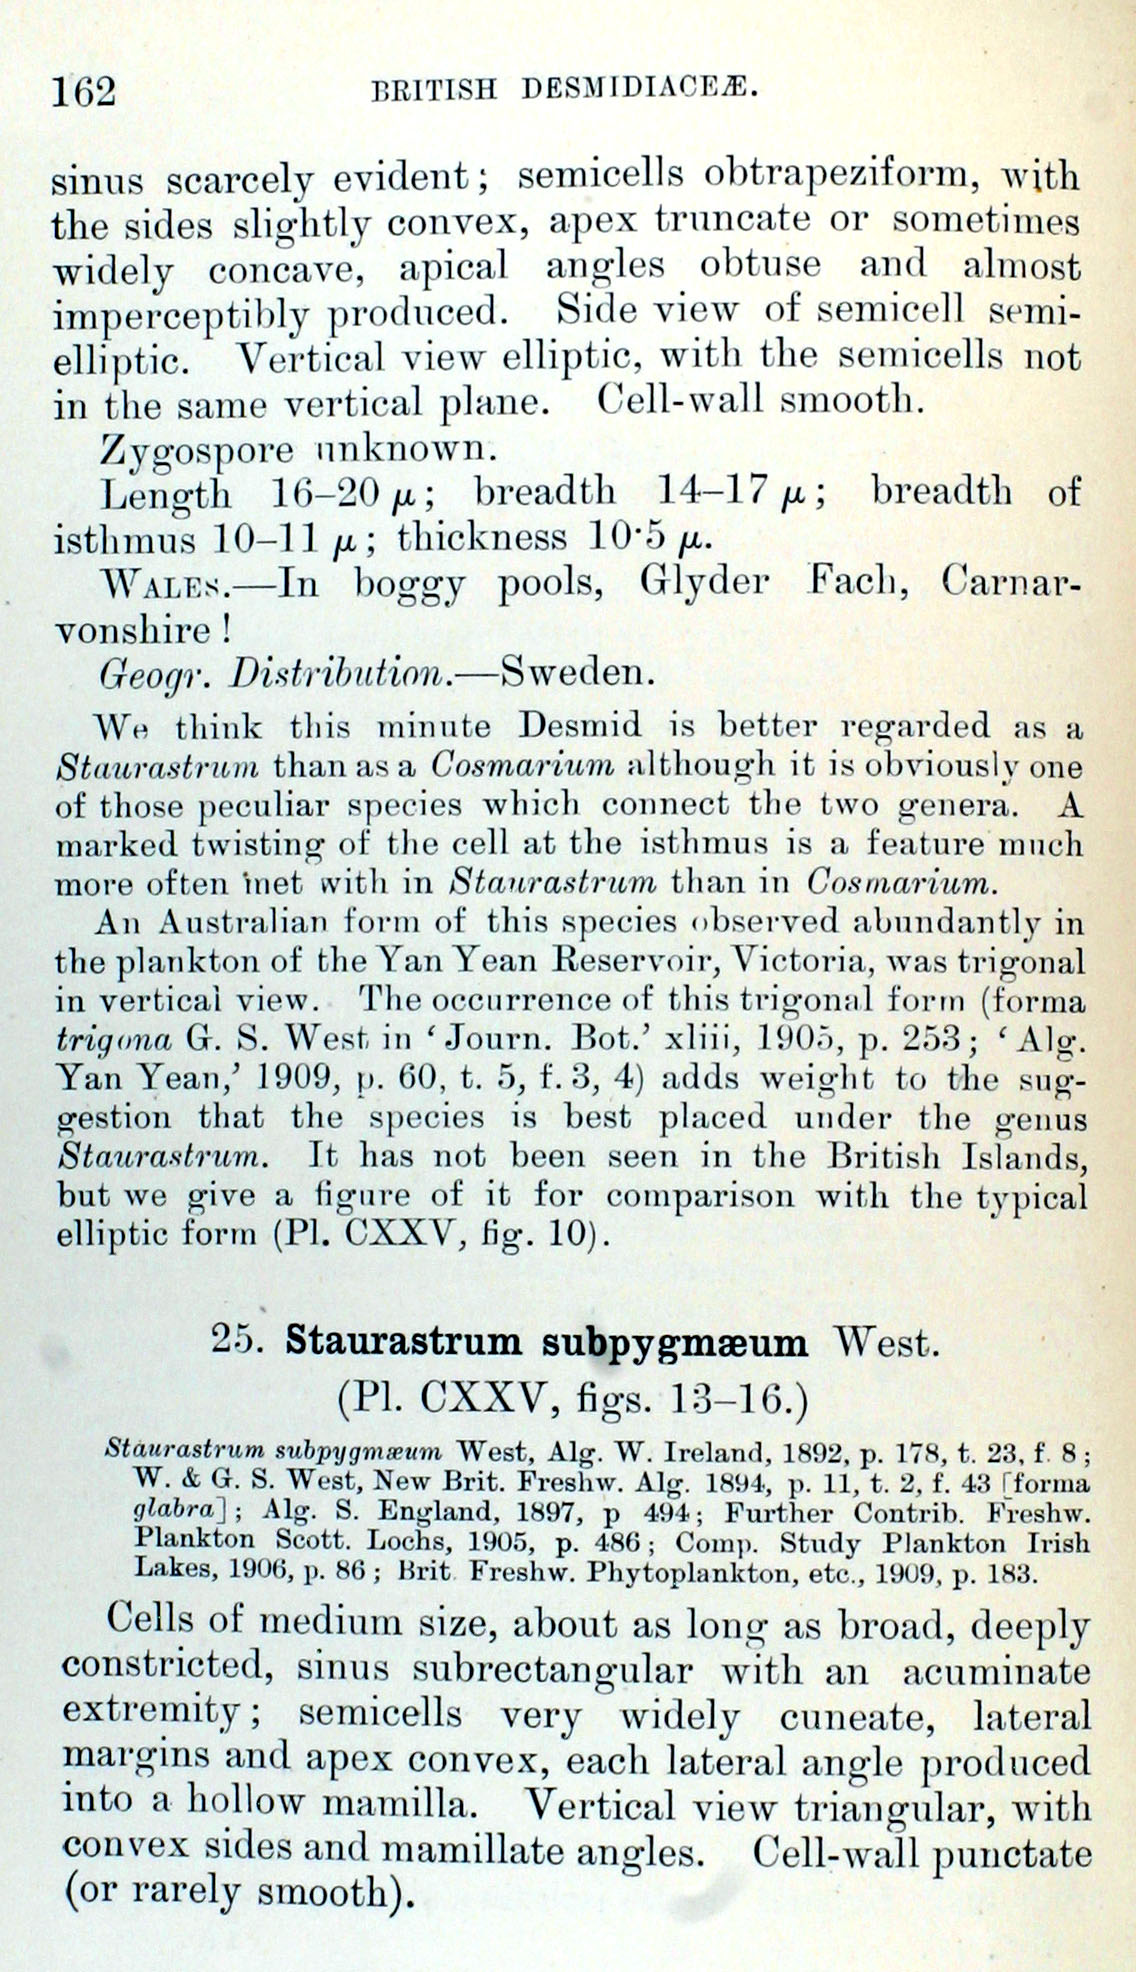 162 BRITISH DESMIDIACEÆ.
sinus scarcely evident; semicells obtrapeziform, with
the sides slightly convex, apex truncate or sometimes
widely concave, apical angles obtuse and almost
imperceptibly produced. Side view of semicell semi-
elliptic. Vertical view elliptic, with the semicells not
in the same vertical plane. Cell-wall smooth.
Zygospore unknown.
Length 16–20 μ; breadth 14–17 μ; breadth of
isthmus 10–11 μ; thickness 10·5 μ.
WALES.—In boggy pools, Glyder Fach, Carnar-
vonshire!
Geogr. Distribution.—Sweden.
We think this minute Desmid is better regarded as a
Staurastrum than as a Cosmarium although it is obviously one
of those peculiar species which connect the two genera. A
marked twisting of the cell at the isthmus is a feature much
more often met with in Staurastrum than in Cosmarium.
An Australian form of this species observed abundantly in
the plankton of the Yan Yean Reservoir, Victoria, was trigonal
in vertical view. The occurrence of this trigonal form (forma
trigona G. S. West in ‘Journ. Bot.’ xliii, 1905, p. 253; ‘Alg.
Yan Yean,’ 1909, p. 60, t. 5, f. 3, 4) adds weight to the sug-
gestion that the species is best placed under the genus
Staurastrum. It has not been seen in the British Islands,
but we give a figure of it for comparison with the typical
elliptic form (Pl. CXXV, fig. 10).
25. Staurastrum subpygmæum West.
(Pl. CXXV, figs. 13–16.)
Staurastrum subpygmæum West, Alg. W. Ireland, 1892, p. 178, t. 23, f. 8;
W. & G. S. West, New Brit. Freshw. Alg. 1894, p. 11, t. 2, f. 43 [forma
glabra]; Alg. S. England, 1897, p 494; Further Contrib. Freshw.
Plankton Scott. Lochs, 1905, p. 486; Comp. Study Plankton Irish
Lakes, 1906, p. 86; Brit. Freshw. Phytoplankton, etc., 1909, p. 183.
Cells of medium size, about as long as broad, deeply
constricted, sinus subrectangular with an acuminate
extremity; semicells very widely cuneate, lateral
margins and apex convex, each lateral angle produced
into a hollow mamilla. Vertical view triangular, with
convex sides and mamillate angles. Cell-wall punctate
(or rarely smooth).